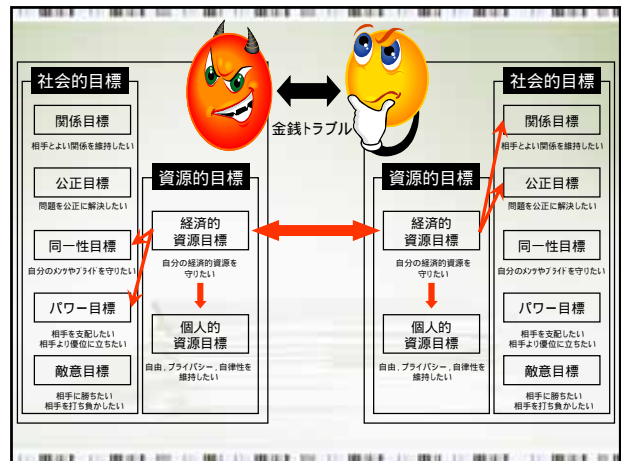 金銭トラブル
社会的目標
関係目標
相手とよい関係を維持したい
公正目標
問題を公正に解決したい
同一性目標
自分のメンツやプライドを守りたい
パワー目標
相手を支配したい
相手より優位に立ちたい
敵意目標
相手に勝ちたい
相手を打ち負かしたい
資源的目標
経済的
資源目標
自分の経済的資源を
守りたい
個人的
資源目標
自由，プライバシー，自律性を
維持したい
資源的目標
経済的
資源目標
自分の経済的資源を
守りたい
個人的
資源目標
自由，プライバシー，自律性を
維持したい
社会的目標
関係目標
相手とよい関係を維持したい
公正目標
問題を公正に解決したい
同一性目標
自分のメンツやプライドを守りたい
パワー目標
相手を支配したい
相手より優位に立ちたい
敵意目標
相手に勝ちたい
相手を打ち負かしたい